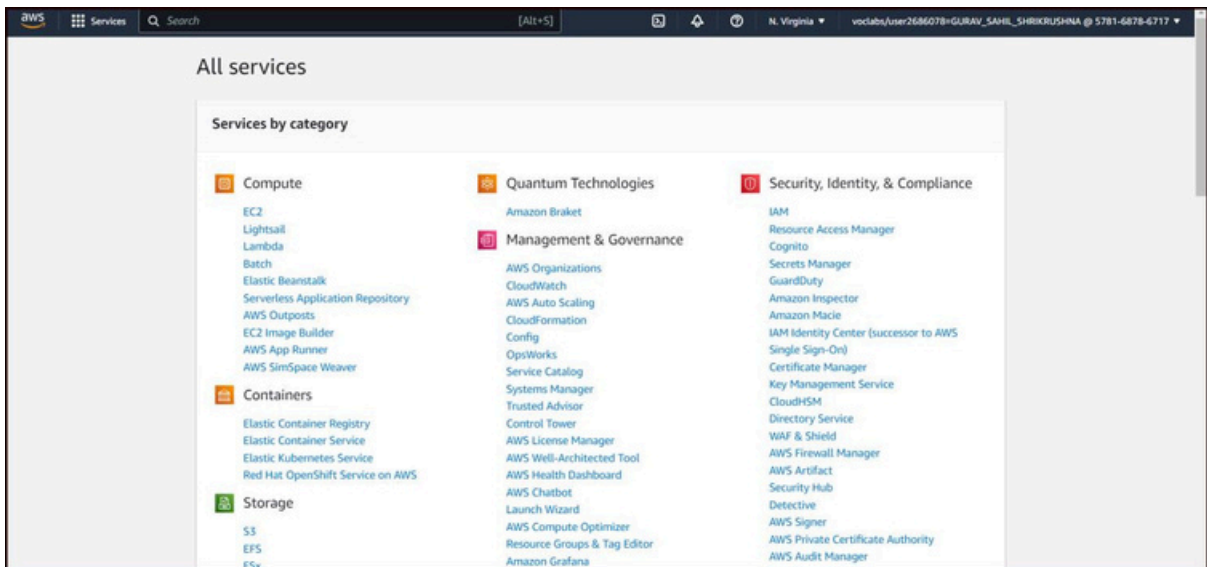 aws
Services
Search
[Alt+S]
N. Virginia
voclabs/user2686078=GURAV_SAHIL_SHRIKRUSHNA @ 5781-6878-6717
All services
Services by category
Compute
EC2
Lightsail
Lambda
Batch
Elastic Beanstalk
Serverless Application Repository
AWS Outposts
EC2 Image Builder
AWS App Runner
AWS SimSpace Weaver
Containers
Elastic Container Registry
Elastic Container Service
Elastic Kubernetes Service
Red Hat OpenShift Service on AWS
Storage
S3
EFS
FSx
Quantum Technologies
Amazon Braket
Management & Governance
AWS Organizations
CloudWatch
AWS Auto Scaling
CloudFormation
Config
OpsWorks
Service Catalog
Systems Manager
Trusted Advisor
Control Tower
AWS License Manager
AWS Well-Architected Tool
AWS Health Dashboard
AWS Chatbot
Launch Wizard
AWS Compute Optimizer
Resource Groups & Tag Editor
Amazon Grafana
Security, Identity, & Compliance
IAM
Resource Access Manager
Cognito
Secrets Manager
GuardDuty
Amazon Inspector
Amazon Macie
IAM Identity Center (successor to AWS
Single Sign-On)
Certificate Manager
Key Management Service
CloudHSM
Directory Service
WAF & Shield
AWS Firewall Manager
AWS Artifact
Security Hub
Detective
AWS Signer
AWS Private Certificate Authority
AWS Audit Manager